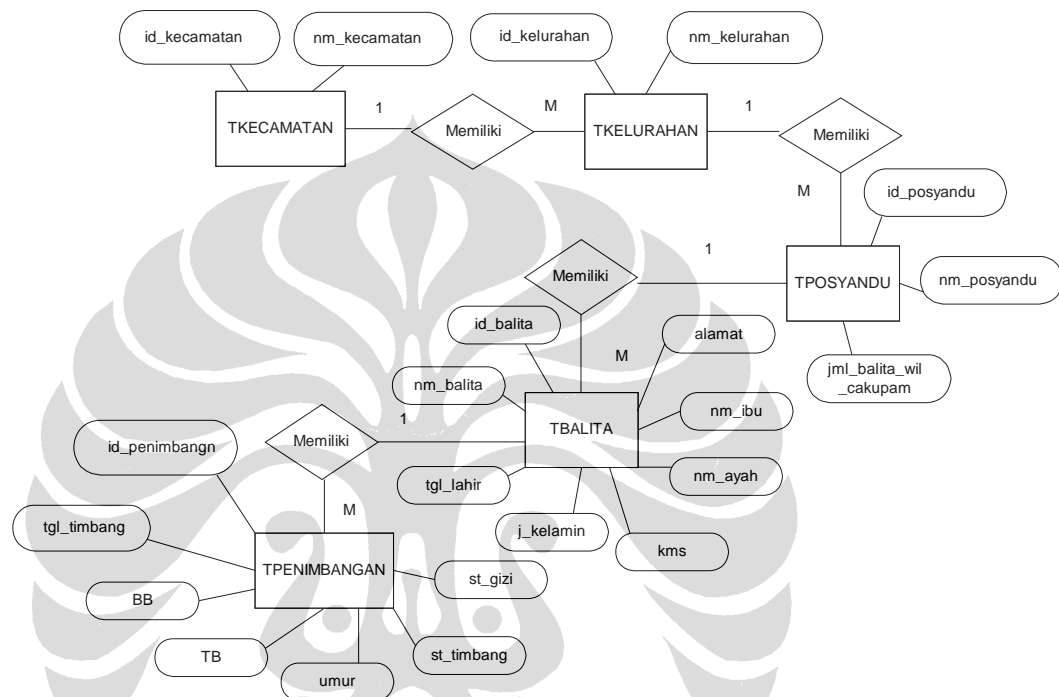 id_kecamatan
nm_kecamatan
id_kelurahan
nm_kelurahan
TKECAMATAN
1
Memiliki
M
TKELURAHAN
1
Memiliki
M
id_posyandu
1
TPOSYANDU
nm_posyandu
jml_balita_wil
_cakupam
Memiliki
id_balita
M
alamat
nm_balita
TBALITA
nm_ibu
1
Memiliki
id_penimbangn
tgl_lahir
nm_ayah
j_kelamin
kms
M
tgl_timbang
TPENIMBANGAN
st_gizi
BB
TB
umur
st_timbang